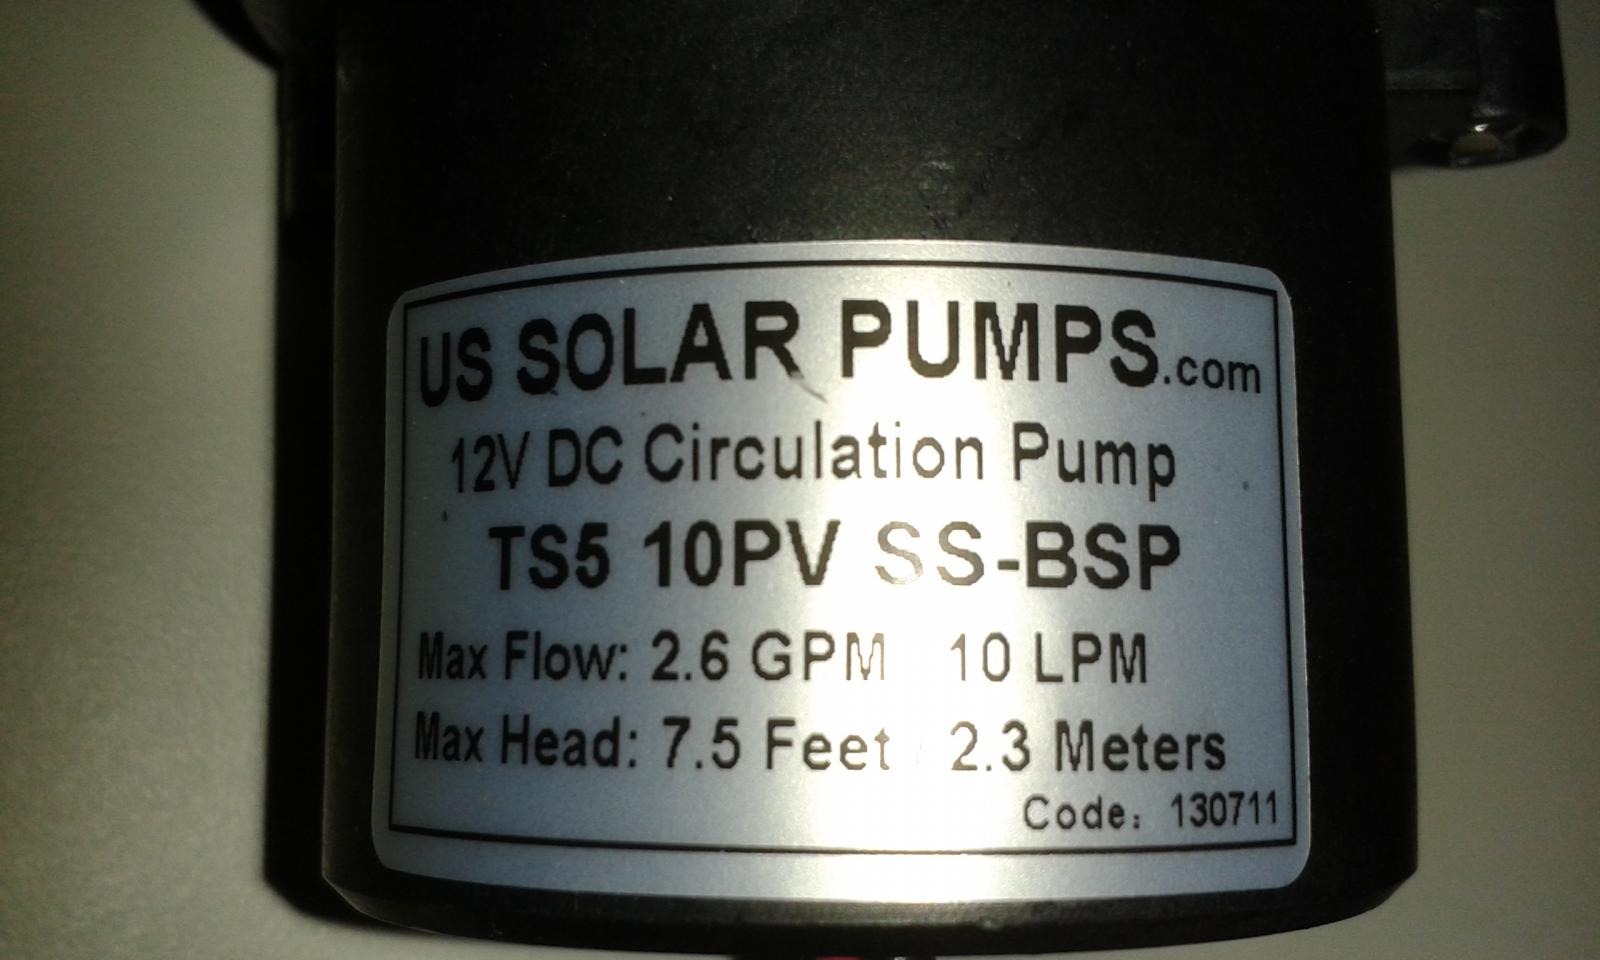 US SOLAR PUMPS.com
12V DC Circulation Pump
TS5 10PV SS-BSP
Max Flow: 2.6 GPM / 10 LPM
Max Head: 7.5 Feet / 2.3 Meters
Code: 130711